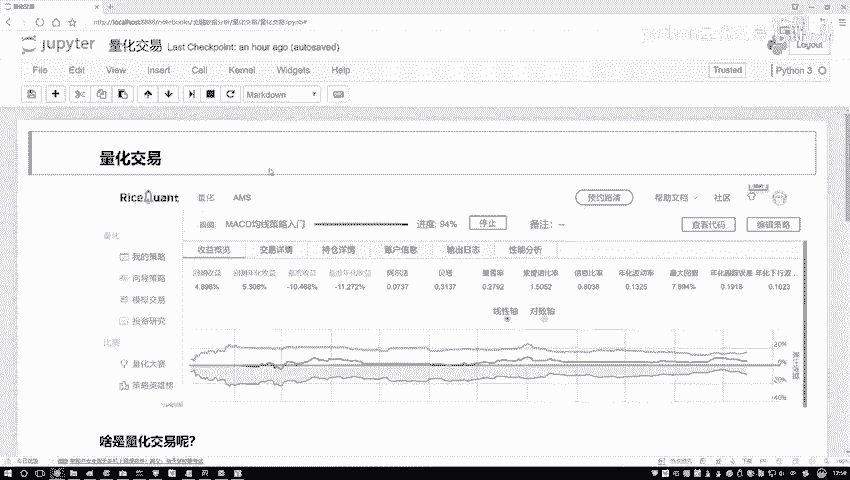 量化交易
http://localhost:8888/notebooks/金融数据分析/量化交易/量化交易.ipynb#
jupyter 量化交易 Last Checkpoint: an hour ago (autosaved)
Logout
File Edit View Insert Cell Kernel Widgets Help
Trusted
Python 3
Markdown
量化交易
RiceQuant 量化 AMS
预约路演 帮助文档 社区
MACD均线策略入门 进度: 94% 停止 备注: --
查看代码 编辑策略
量化
我的策略
向导策略
模拟交易
投资研究
比赛
量化大赛
策略英雄榜
收益概览 交易详情 持仓详情 账户信息 输出日志 性能分析
回测收益 回测年化收益 基准收益 基准年化收益 阿尔法 贝塔 夏普率 索提诺比率 信息比率 年化波动率 最大回撤 年化跟踪误差 年化下行波...
4.896% 5.306% -10.468% -11.272% 0.0737 0.3137 0.2792 1.5052 0.8038 0.1325 7.894% 0.1916 0.1023
线性轴 对数轴
20%
0%
-20%
-40%
啥是量化交易呢?